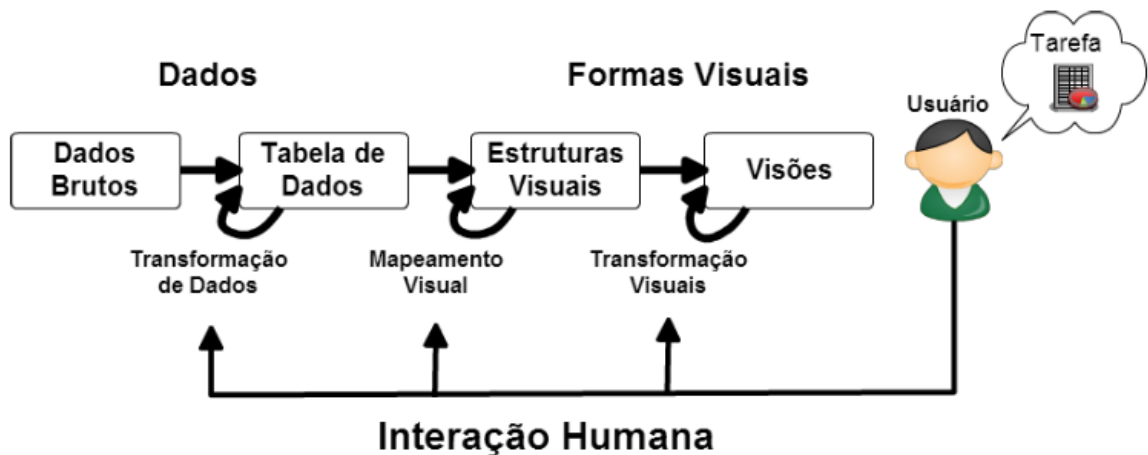 Tarefa
Dados
Formas Visuais
Usuário
Dados
Brutos
Tabela de
Dados
Estruturas
Visuais
Visões
Transformação
de Dados
Mapeamento
Visual
Transformação
Visuais
Interação Humana